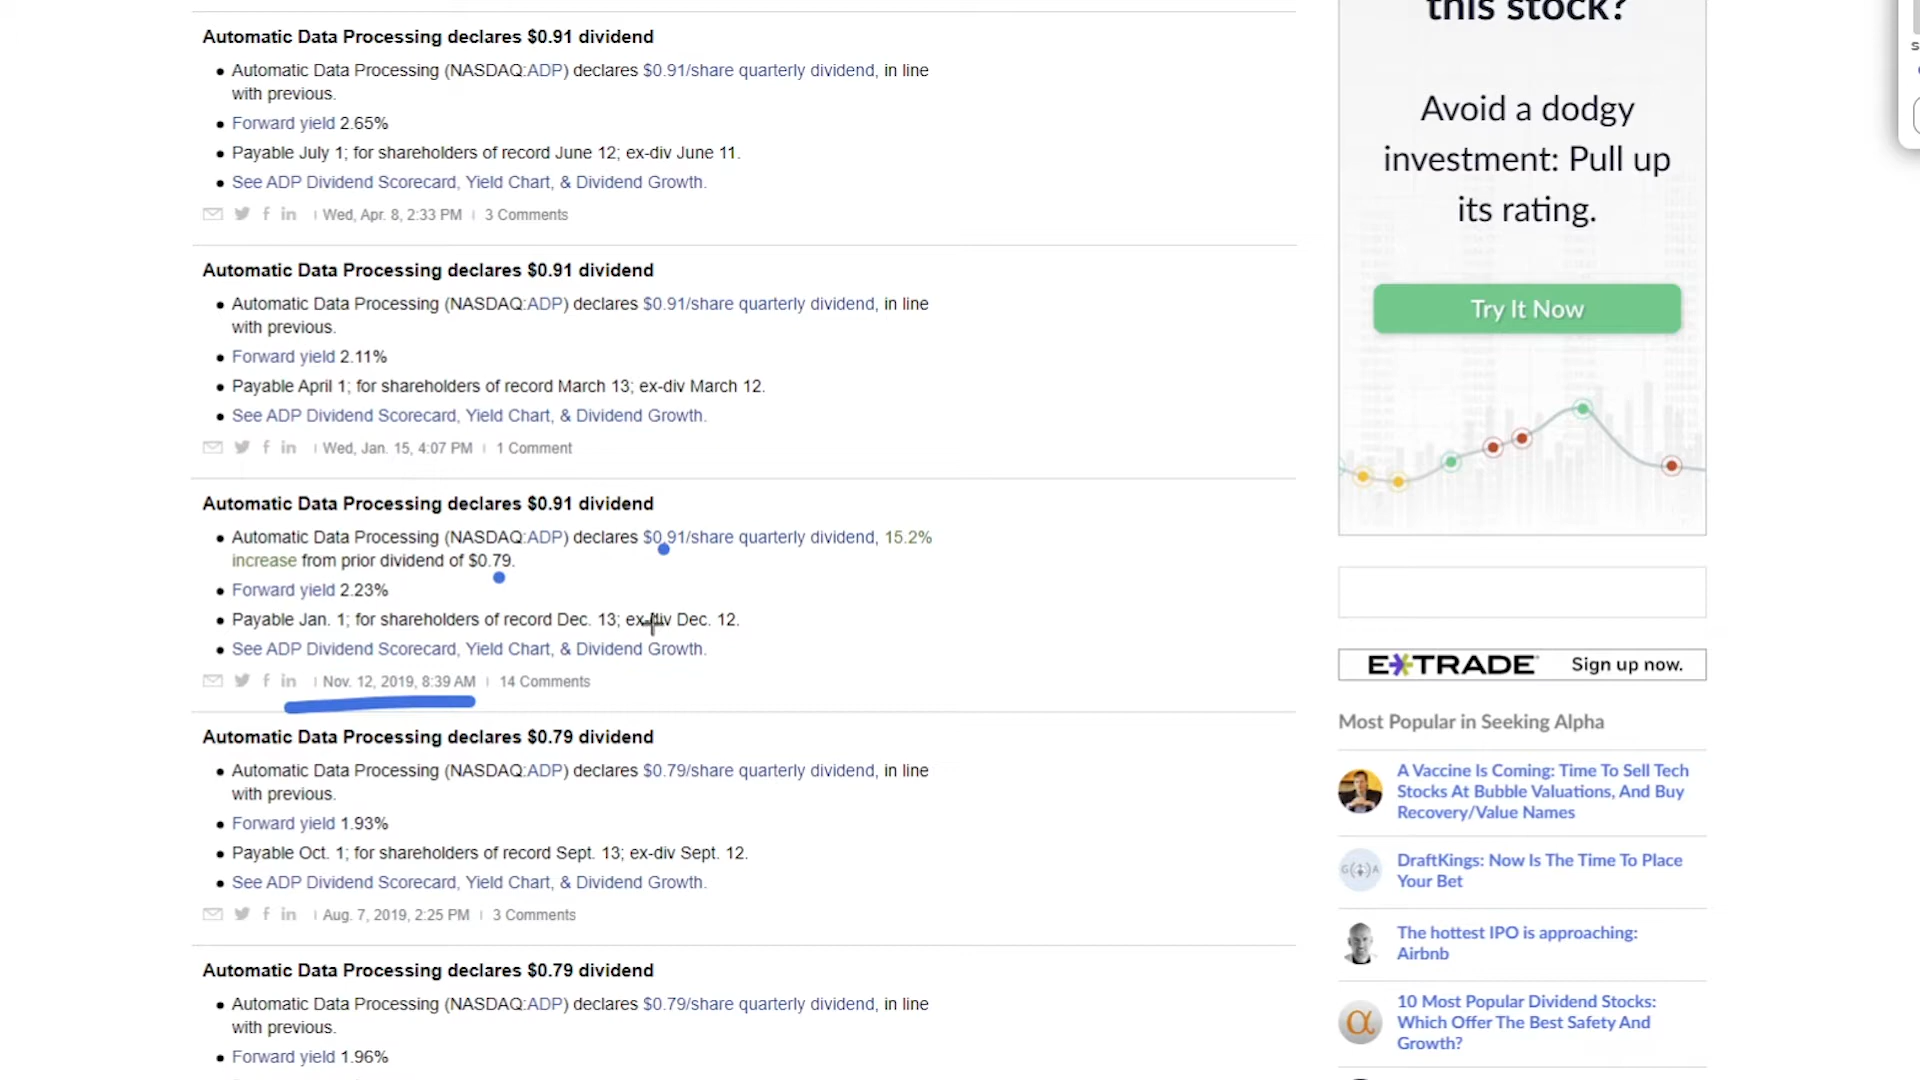 Automatic Data Processing declares $0.91 dividend
Automatic Data Processing (NASDAQ:ADP) declares $0.91/share quarterly dividend, in line
with previous.
Forward yield 2.65%
Payable July 1; for shareholders of record June 12; ex-div June 11.
See ADP Dividend Scorecard, Yield Chart, & Dividend Growth.
Wed, Apr. 8, 2:33 PM | 3 Comments
Automatic Data Processing declares $0.91 dividend
Automatic Data Processing (NASDAQ:ADP) declares $0.91/share quarterly dividend, in line
with previous.
Forward yield 2.11%
Payable April 1; for shareholders of record March 13; ex-div March 12.
See ADP Dividend Scorecard, Yield Chart, & Dividend Growth.
Wed, Jan. 15, 4:07 PM | 1 Comment
Automatic Data Processing declares $0.91 dividend
Automatic Data Processing (NASDAQ:ADP) declares $0.91/share quarterly dividend, 15.2%
increase from prior dividend of $0.79.
Forward yield 2.23%
Payable Jan. 1; for shareholders of record Dec. 13; ex-div Dec. 12.
See ADP Dividend Scorecard, Yield Chart, & Dividend Growth.
Nov. 12, 2019, 8:39 AM | 14 Comments
Automatic Data Processing declares $0.79 dividend
Automatic Data Processing (NASDAQ:ADP) declares $0.79/share quarterly dividend, in line
with previous.
Forward yield 1.93%
Payable Oct. 1; for shareholders of record Sept. 13; ex-div Sept. 12.
See ADP Dividend Scorecard, Yield Chart, & Dividend Growth.
Aug. 7, 2019, 2:25 PM | 3 Comments
Automatic Data Processing declares $0.79 dividend
Automatic Data Processing (NASDAQ:ADP) declares $0.79/share quarterly dividend, in line
with previous.
Forward yield 1.96%
this stock?
Avoid a dodgy
investment: Pull up
its rating.
Try It Now
E*TRADE Sign up now.
Most Popular in Seeking Alpha
A Vaccine Is Coming: Time To Sell Tech
Stocks At Bubble Valuations, And Buy
Recovery/Value Names
DraftKings: Now Is The Time To Place
Your Bet
The hottest IPO is approaching:
Airbnb
10 Most Popular Dividend Stocks:
Which Offer The Best Safety And
Growth?